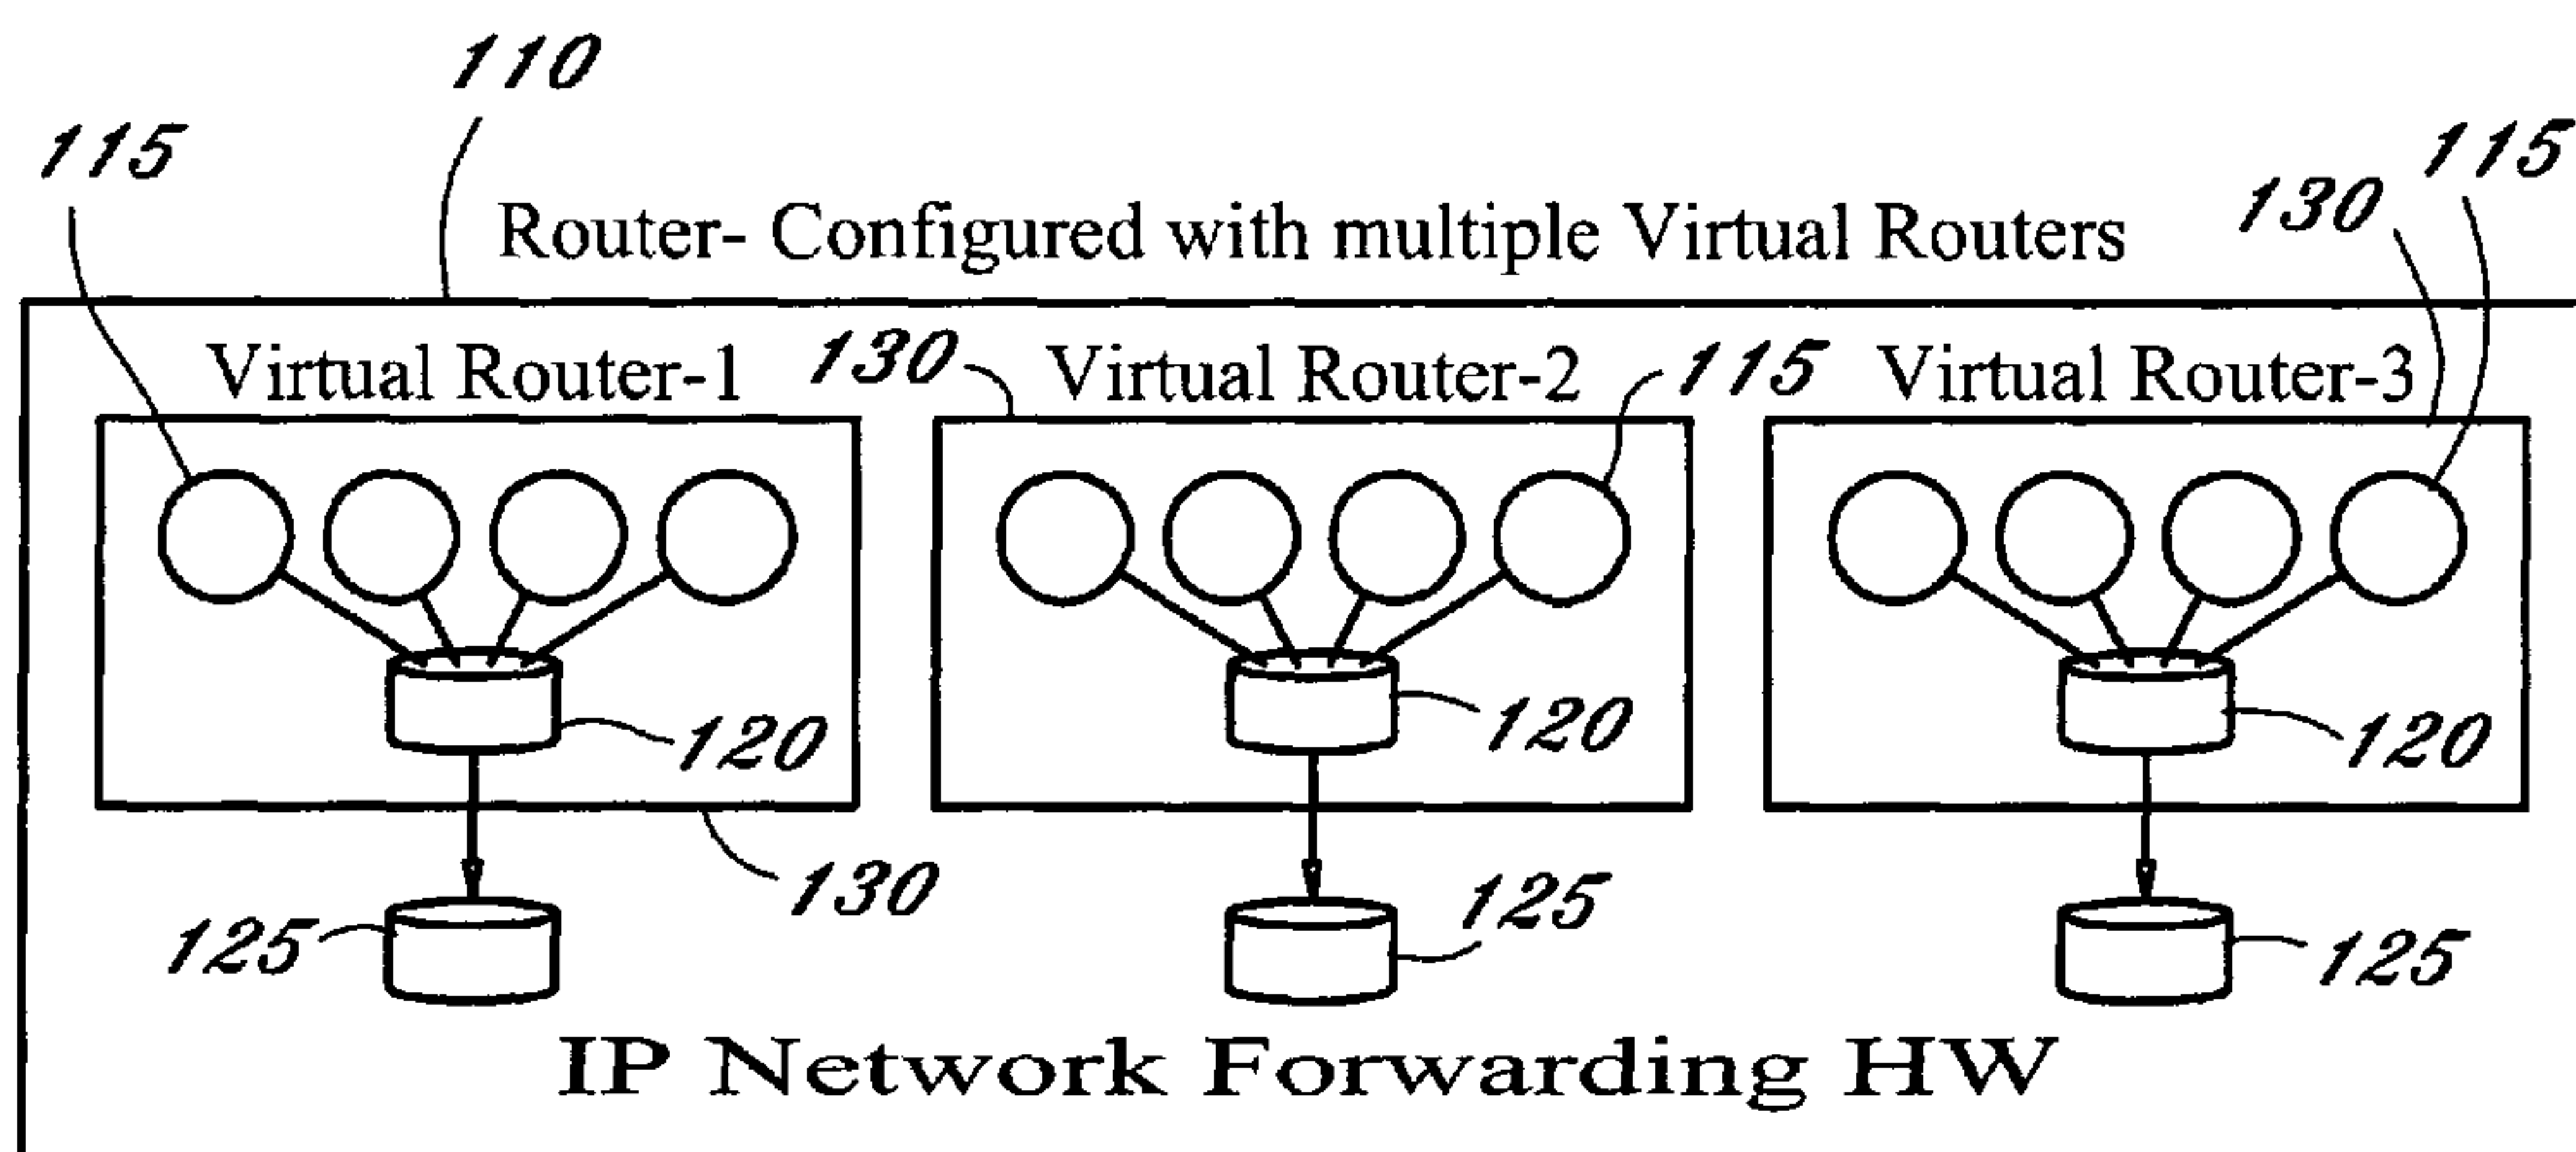 110
115
115
Router- Configured with multiple Virtual Routers
130
Virtual Router-1
130
Virtual Router-2
115
Virtual Router-3
120
120
120
130
125
125
125
IP Network Forwarding HW